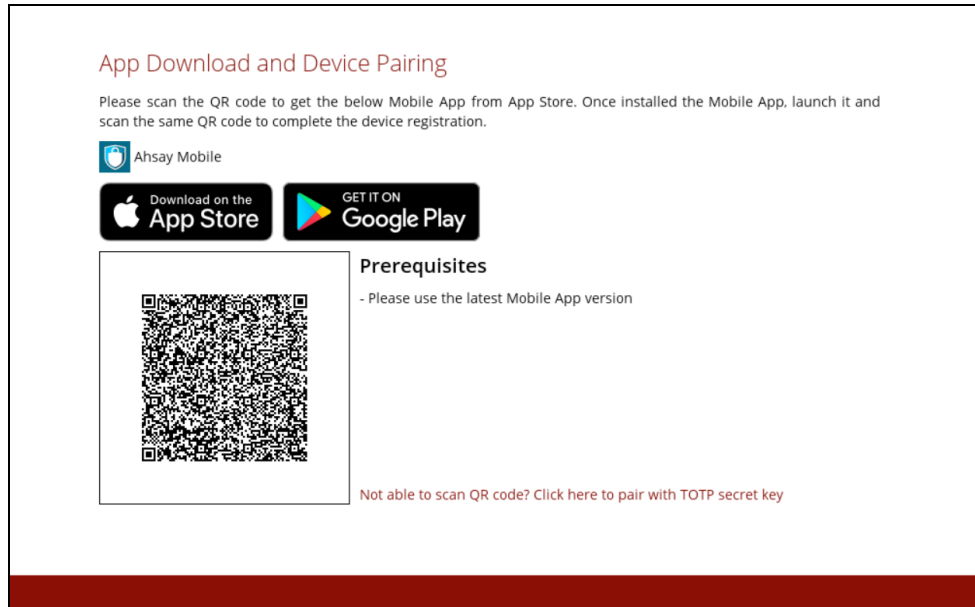 App Download and Device Pairing
Please scan the QR code to get the below Mobile App from App Store. Once installed the Mobile App, launch it and
scan the same QR code to complete the device registration.
Ahsay Mobile
Download on the
App Store
GET IT ON
Google Play
Prerequisites
- Please use the latest Mobile App version
Not able to scan QR code? Click here to pair with TOTP secret key